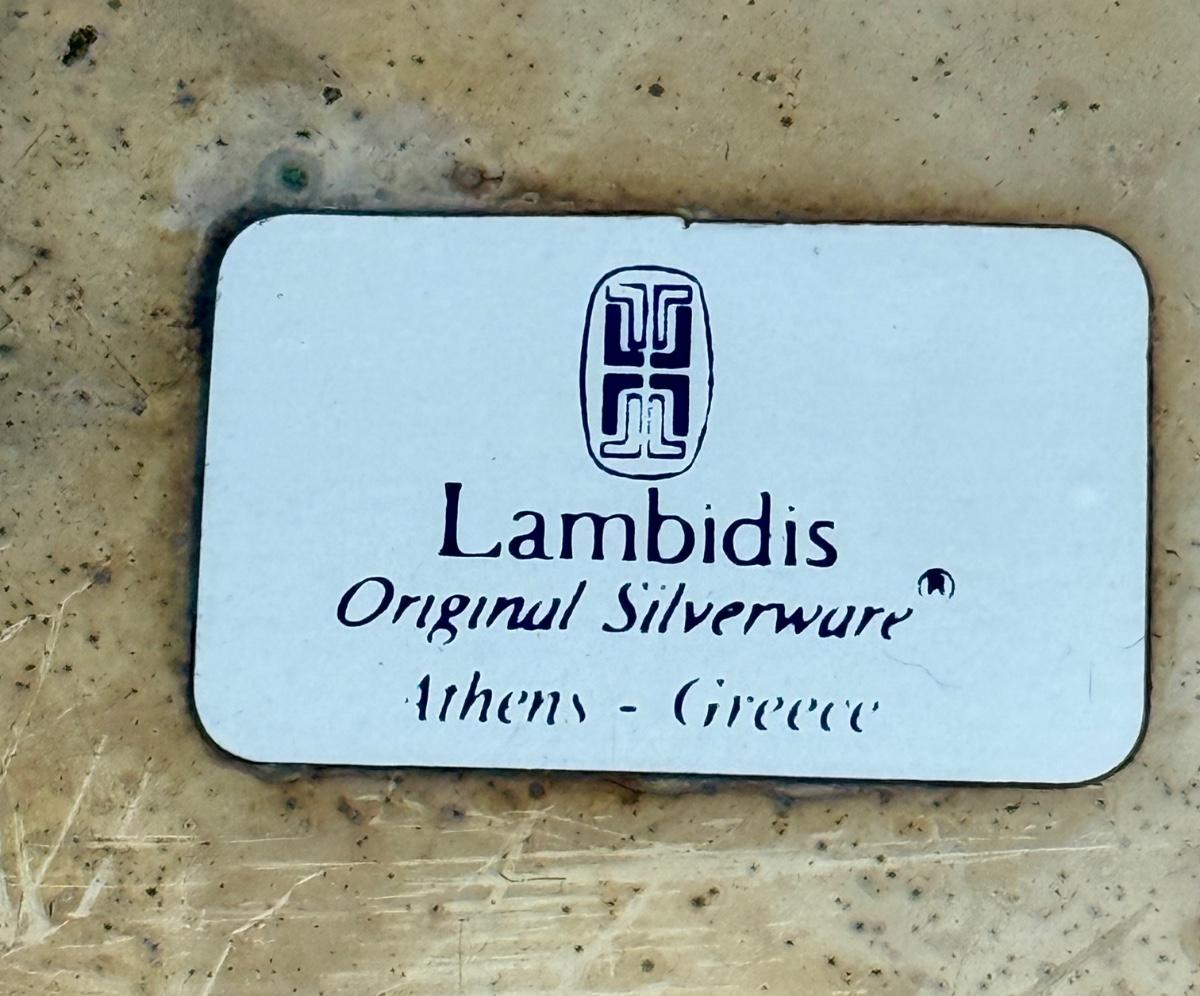 Lambidis
Original Silverware®
Athens - Greece